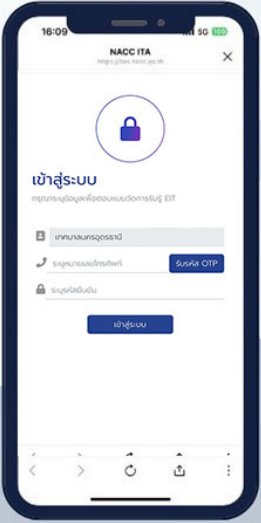 16:09
5G 100
NACC ITA
https://itas.nacc.go.th
เข้าสู่ระบบ
กรุณาระบุข้อมูลเพื่อตอบแบบวัดการรับรู้ EIT
เทศบาลนครอุดรธานี
ระบุหมายเลขโทรศัพท์
รับรหัส OTP
ระบุรหัสยืนยัน
เข้าสู่ระบบ